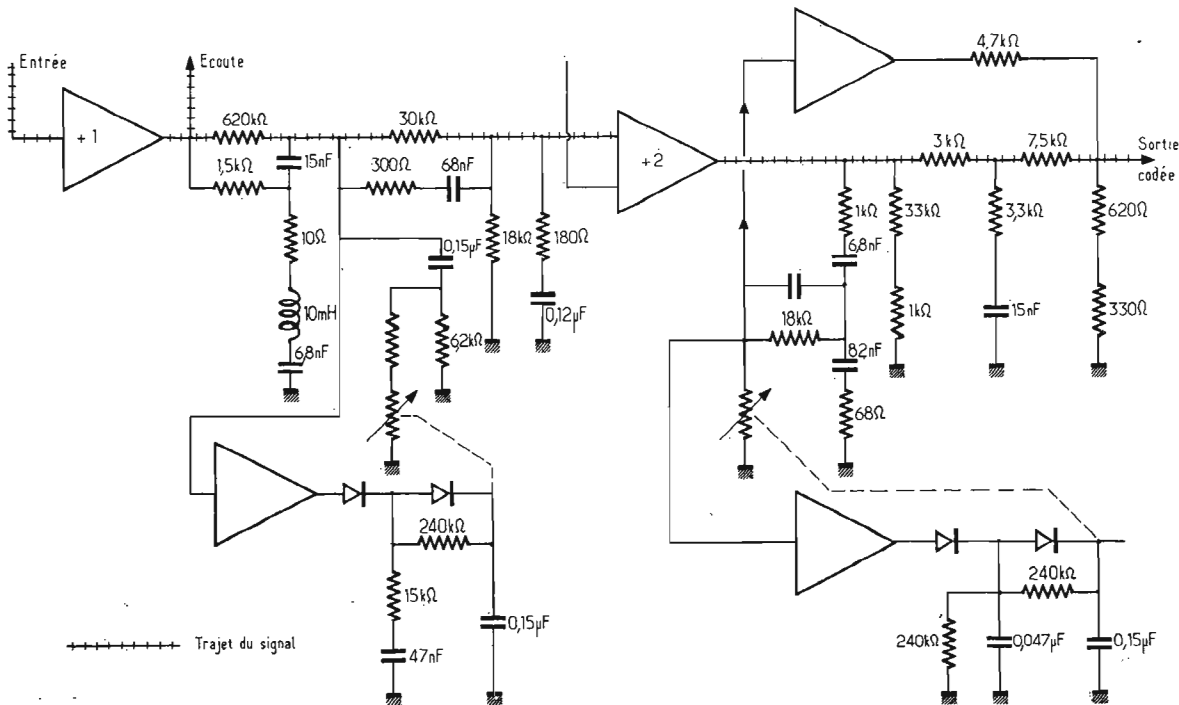 Entrée
Ecoute
+1
620kΩ
1,5kΩ
15nF
10Ω
10mH
6,8nF
30kΩ
300Ω
68nF
0,15µF
62kΩ
18kΩ
180Ω
0,12µF
240kΩ
15kΩ
47nF
0,15µF
Trajet du signal
+2
4,7kΩ
3kΩ
7,5kΩ
Sortie
codée
1kΩ
33kΩ
3,3kΩ
620Ω
6,8nF
18kΩ
1kΩ
15nF
330Ω
82nF
68Ω
240kΩ
240kΩ
0,047µF
0,15µF